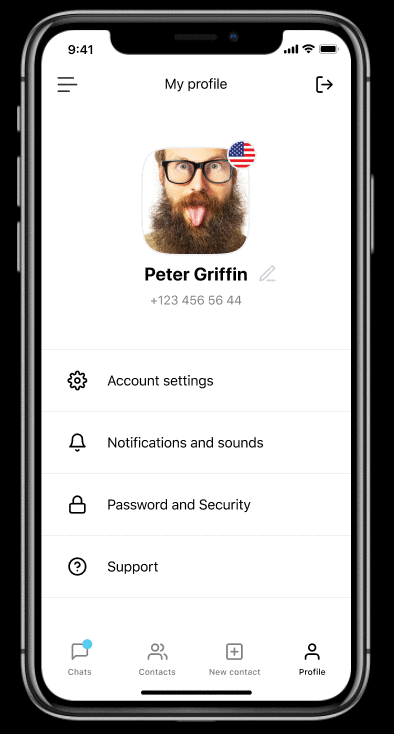 9:41
My profile
Peter Griffin
+123 456 56 44
Account settings
Notifications and sounds
Password and Security
Support
Chats
Contacts
New contact
Profile